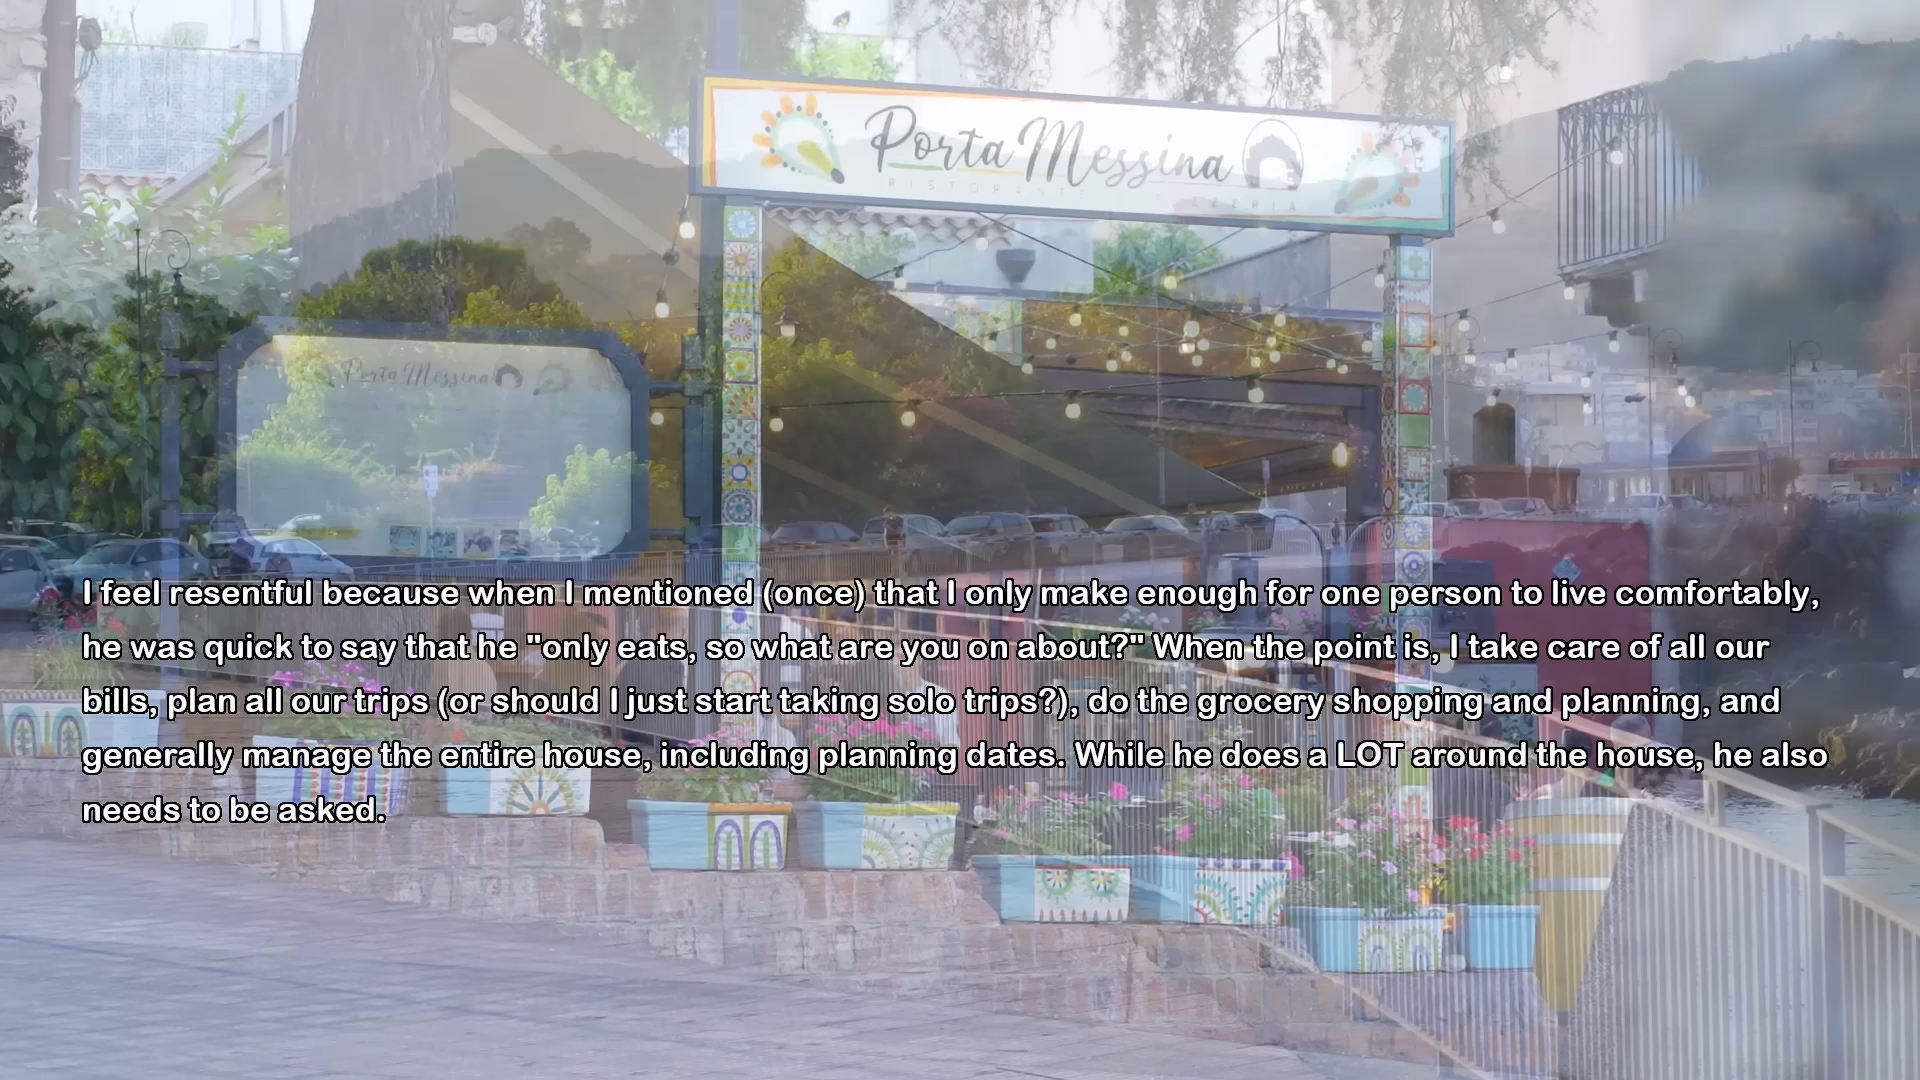 Porta Messina
RISTORANTE PIZZERIA
Porta Messina
I feel resentful because when I mentioned (once) that I only make enough for one person to live comfortably,
he was quick to say that he "only eats, so what are you on about?" When the point is, I take care of all our
bills, plan all our trips (or should I just start taking solo trips?), do the grocery shopping and planning, and
generally manage the entire house, including planning dates. While he does a LOT around the house, he also
needs to be asked.